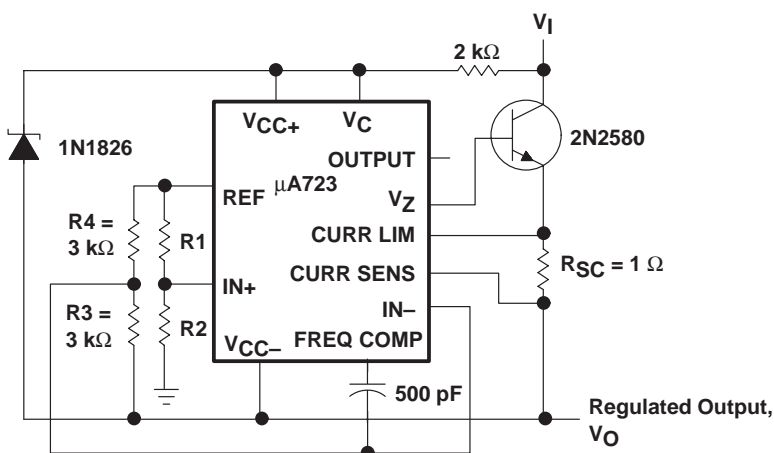 VI
2 kΩ
VCC+
VC
1N1826
2N2580
OUTPUT
μA723
REF
VZ
R4 =
3 kΩ
R1
CURR LIM
CURR SENS
RSC = 1 Ω
IN+
IN–
R3 =
3 kΩ
R2
FREQ COMP
VCC–
500 pF
Regulated Output,
VO